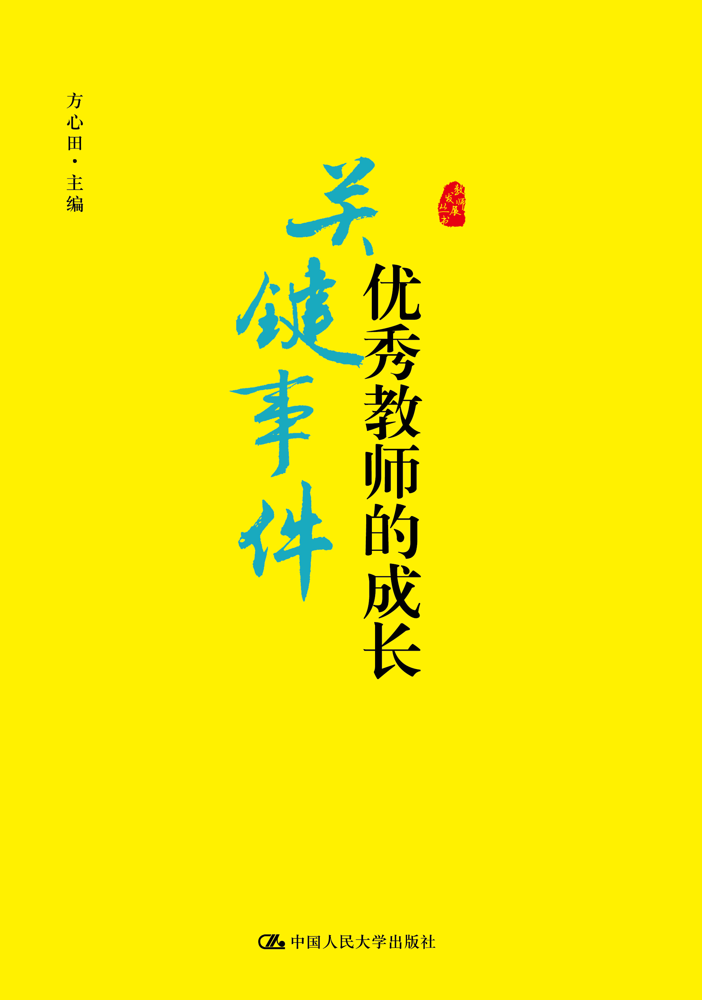 教师
发展
丛书
优秀教师的成长
关键事件
方心田·主编
中国人民大学出版社